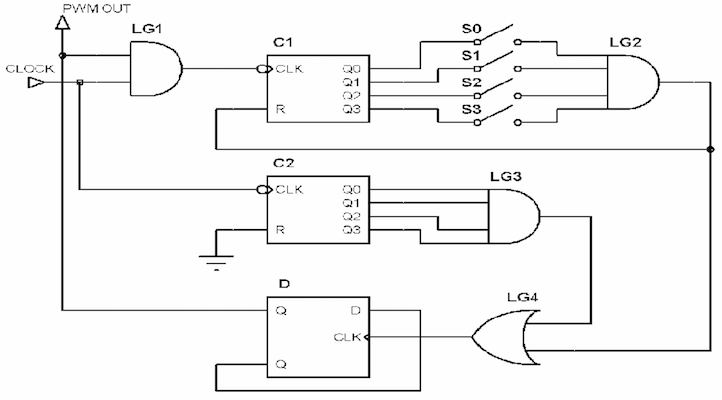 PWM OUT
LG1
CLOCK
C1
CLK
R
Q0
Q1
Q2
Q3
S0
S1
S2
S3
LG2
C2
CLK
R
Q0
Q1
Q2
Q3
LG3
D
Q
D
CLK
Q
LG4